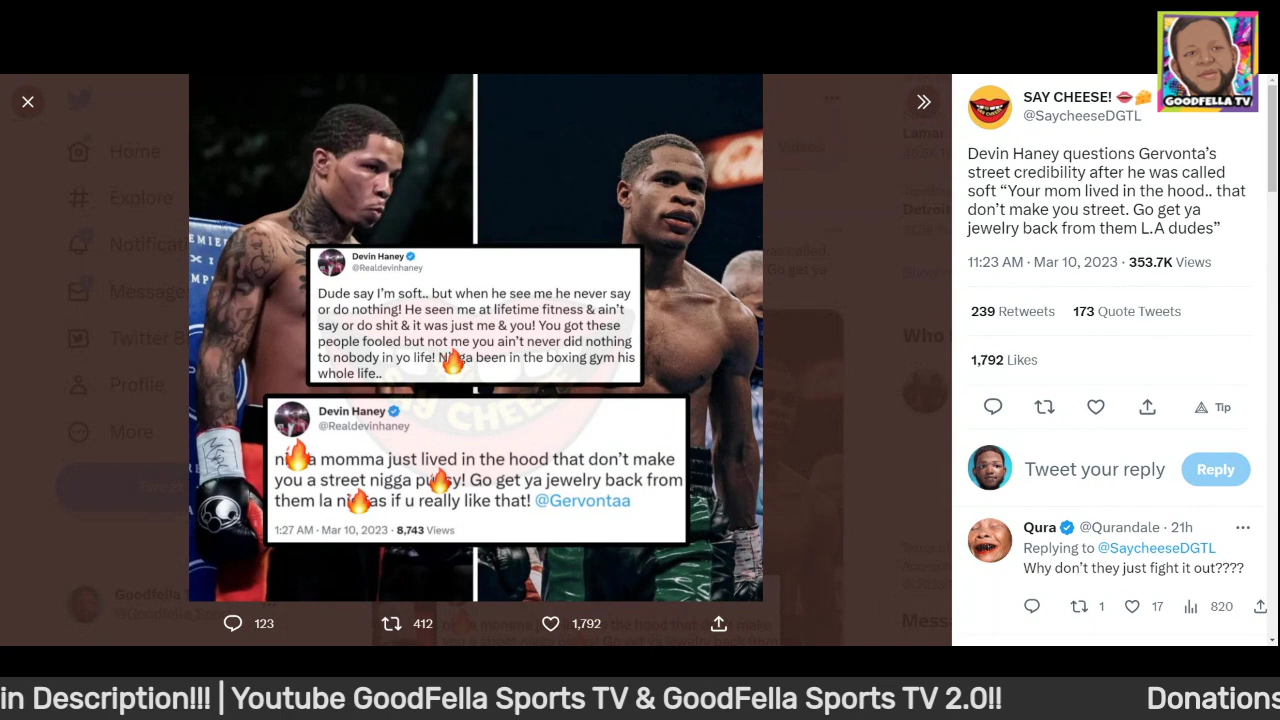 GOODFELLA TV
SAY CHEESE!
@SaycheeseDGTL
Devin Haney questions Gervonta’s
street credibility after he was called
soft “Your mom lived in the hood.. that
don’t make you street. Go get ya
jewelry back from them L.A dudes”
11:23 AM · Mar 10, 2023 · 353.7K Views
239 Retweets 173 Quote Tweets
1,792 Likes
Tip
Tweet your reply
Reply
Qura @Qurandale · 21h
Replying to @SaycheeseDGTL
Why don’t they just fight it out????
1 17 820
Home
Explore
Notificat
Message
Twitter B
Profile
More
Tweet
Devin Haney
@Realdevinhaney
Dude say I’m soft.. but when he see me he never say
or do nothing! He seen me at lifetime fitness & ain’t
say or do shit & it was just me & you! You got these
people fooled but not me you ain’t never did nothing
to nobody in yo life! N ga been in the boxing gym his
whole life..
Devin Haney
@Realdevinhaney
n a momma just lived in the hood that don’t make
you a street nigga pu sy! Go get ya jewelry back from
them la ni as if u really like that! @Gervontaa
1:27 AM · Mar 10, 2023 · 8,743 Views
123 412 1,792
in Description!!! | Youtube GoodFella Sports TV & GoodFella Sports TV 2.0!! Donations